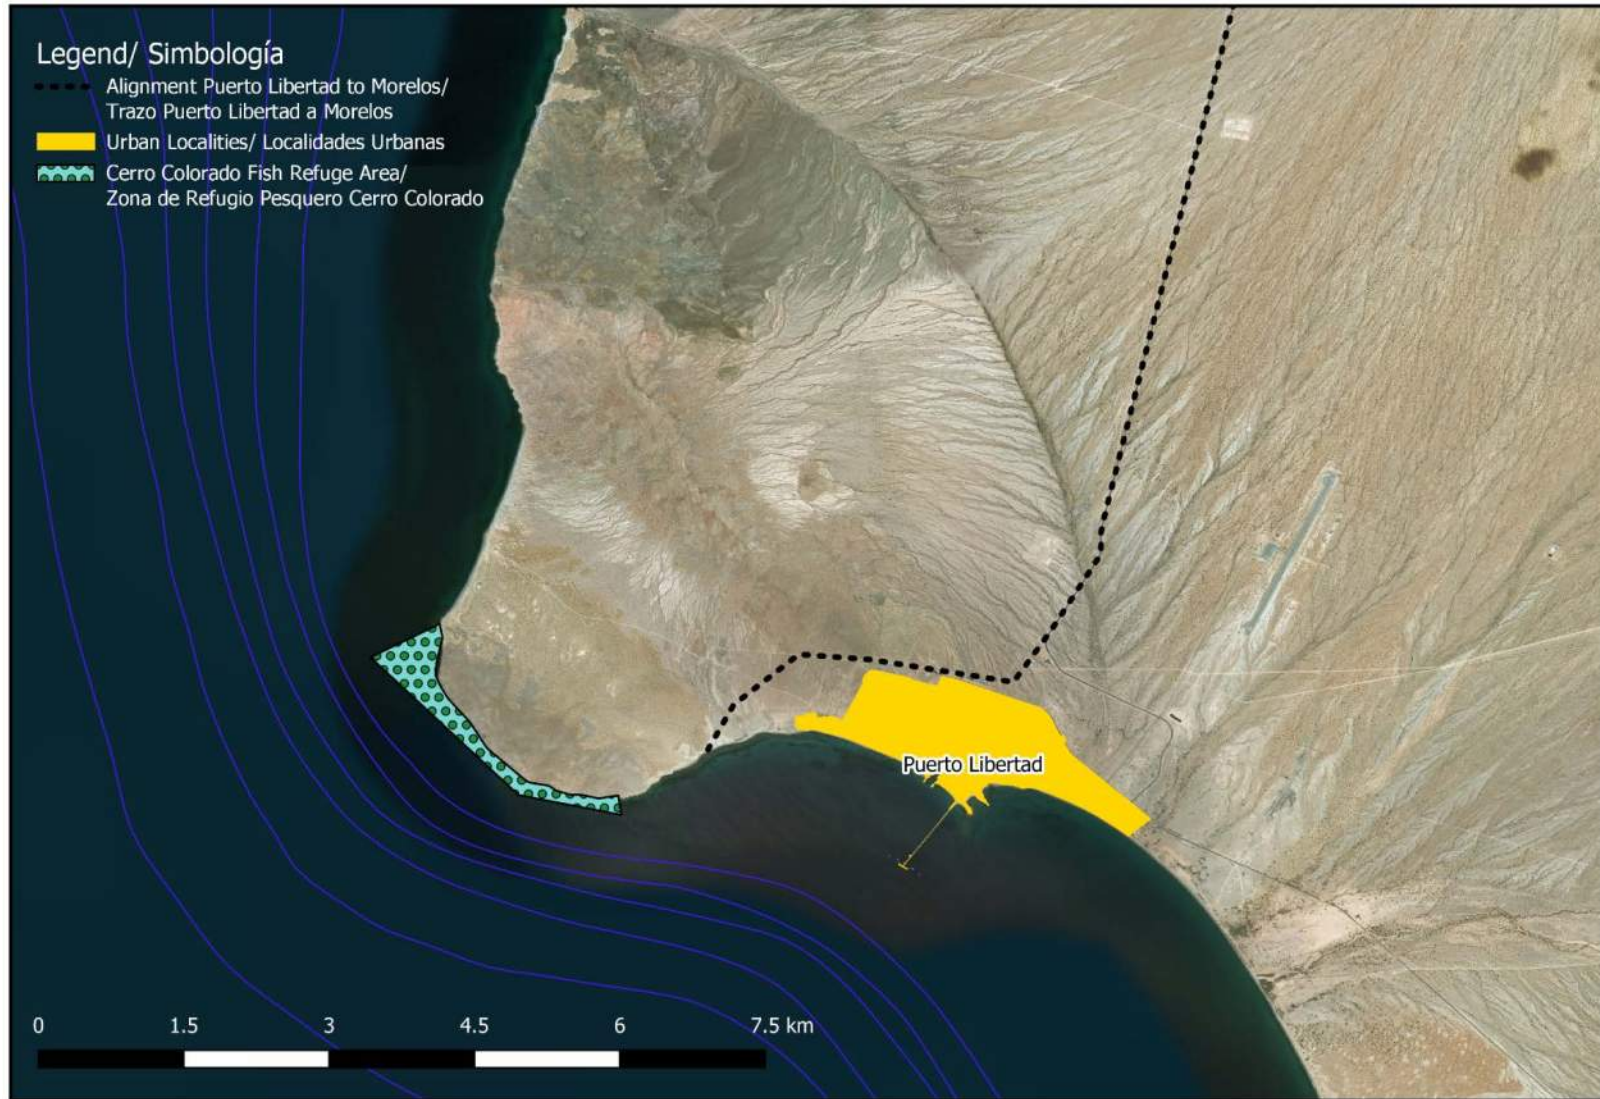 Legend/ Simbología
Alignment Puerto Libertad to Morelos/
Trazo Puerto Libertad a Morelos
Urban Localities/ Localidades Urbanas
Cerro Colorado Fish Refuge Area/
Zona de Refugio Pesquero Cerro Colorado
Puerto Libertad
0 1.5 3 4.5 6 7.5 km